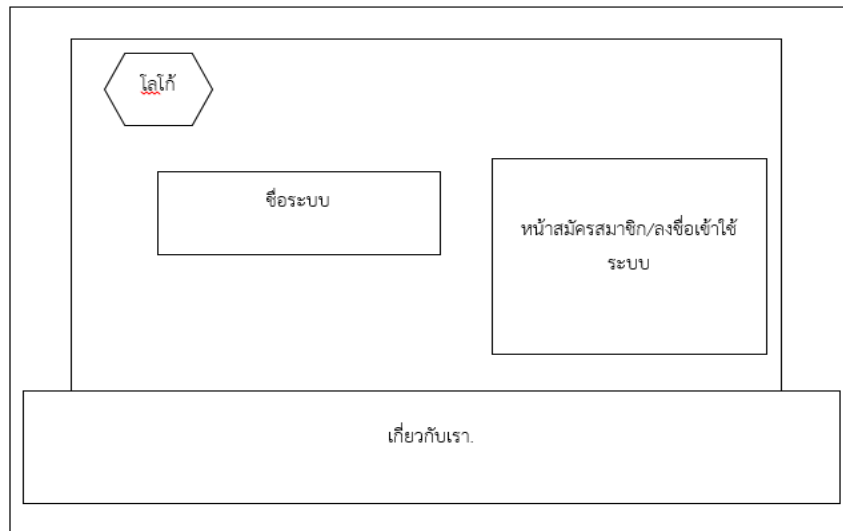 โลโก้
ชื่อระบบ
หน้าสมัครสมาชิก/ลงชื่อเข้าใช้
ระบบ
เกี่ยวกับเรา.